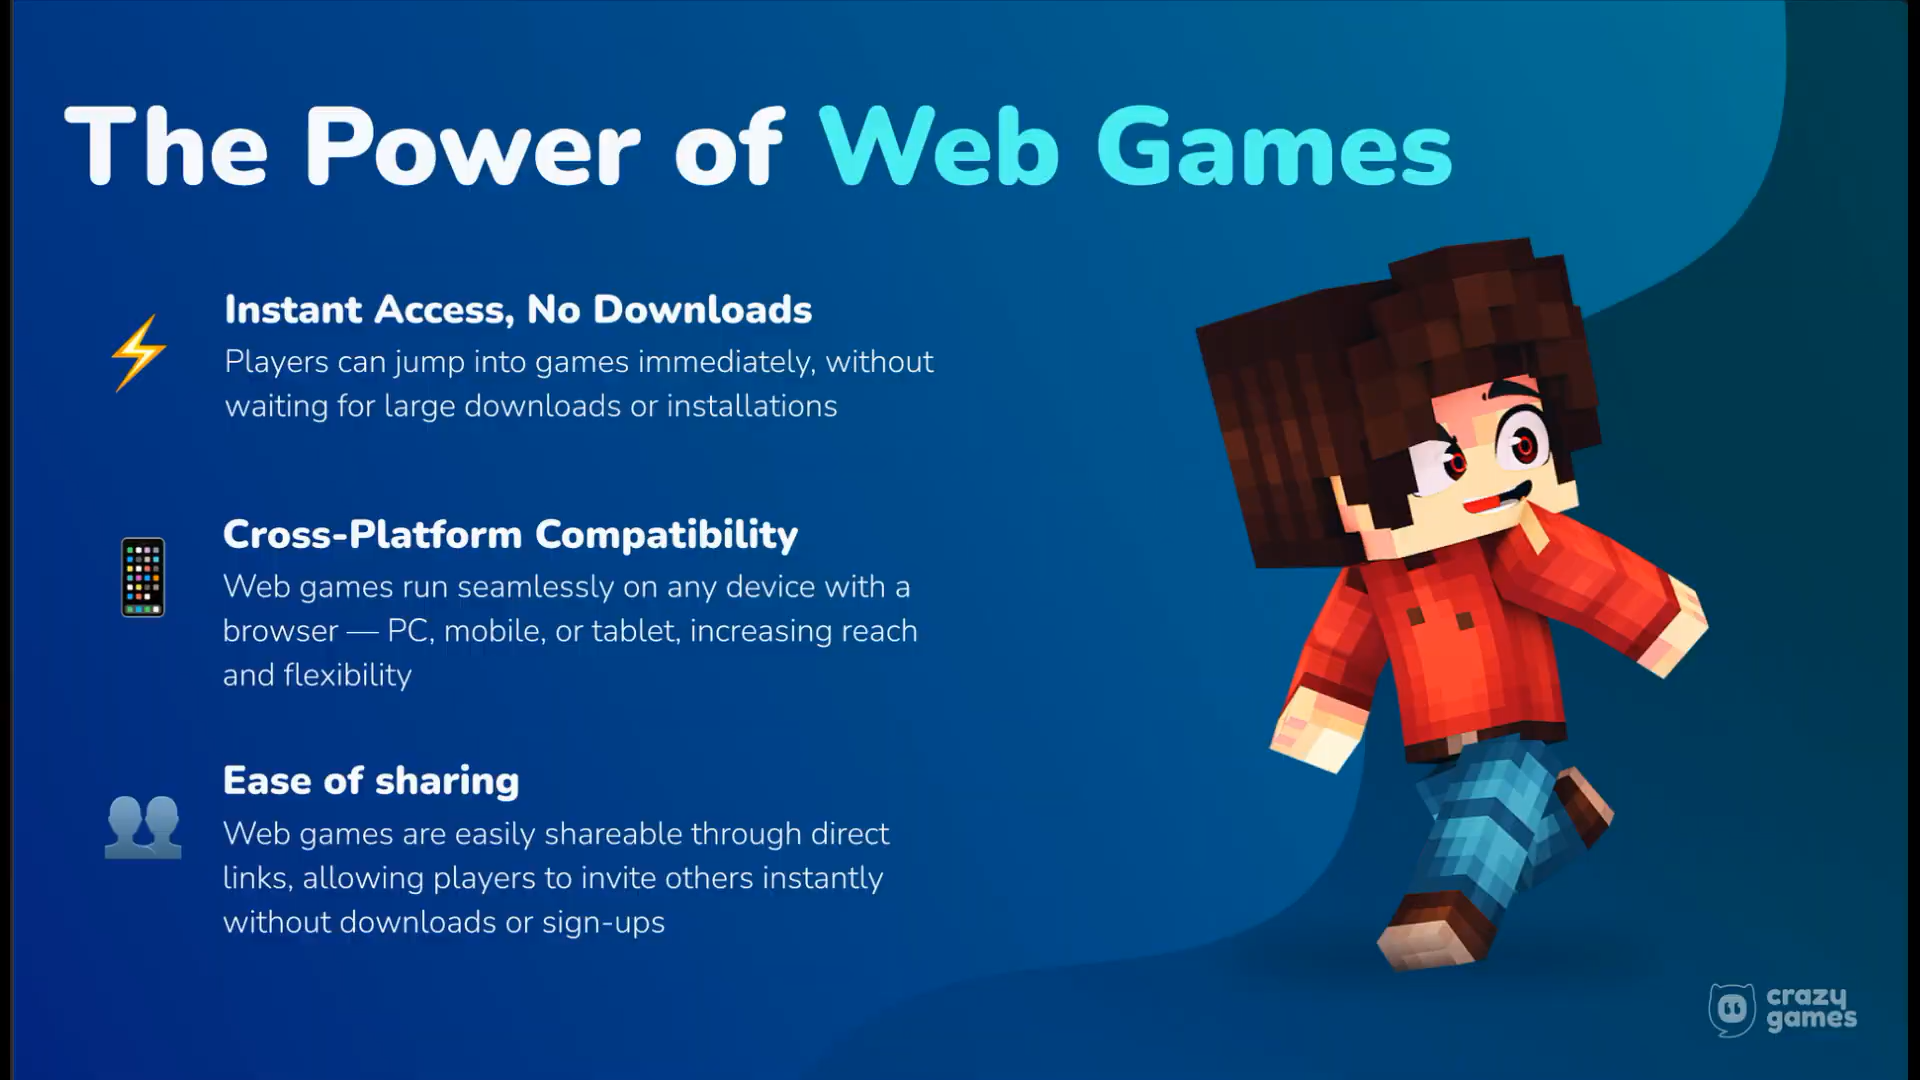 The Power of Web Games
Instant Access, No Downloads
Players can jump into games immediately, without
waiting for large downloads or installations
Cross-Platform Compatibility
Web games run seamlessly on any device with a
browser — PC, mobile, or tablet, increasing reach
and flexibility
Ease of sharing
Web games are easily shareable through direct
links, allowing players to invite others instantly
without downloads or sign-ups
crazy
games